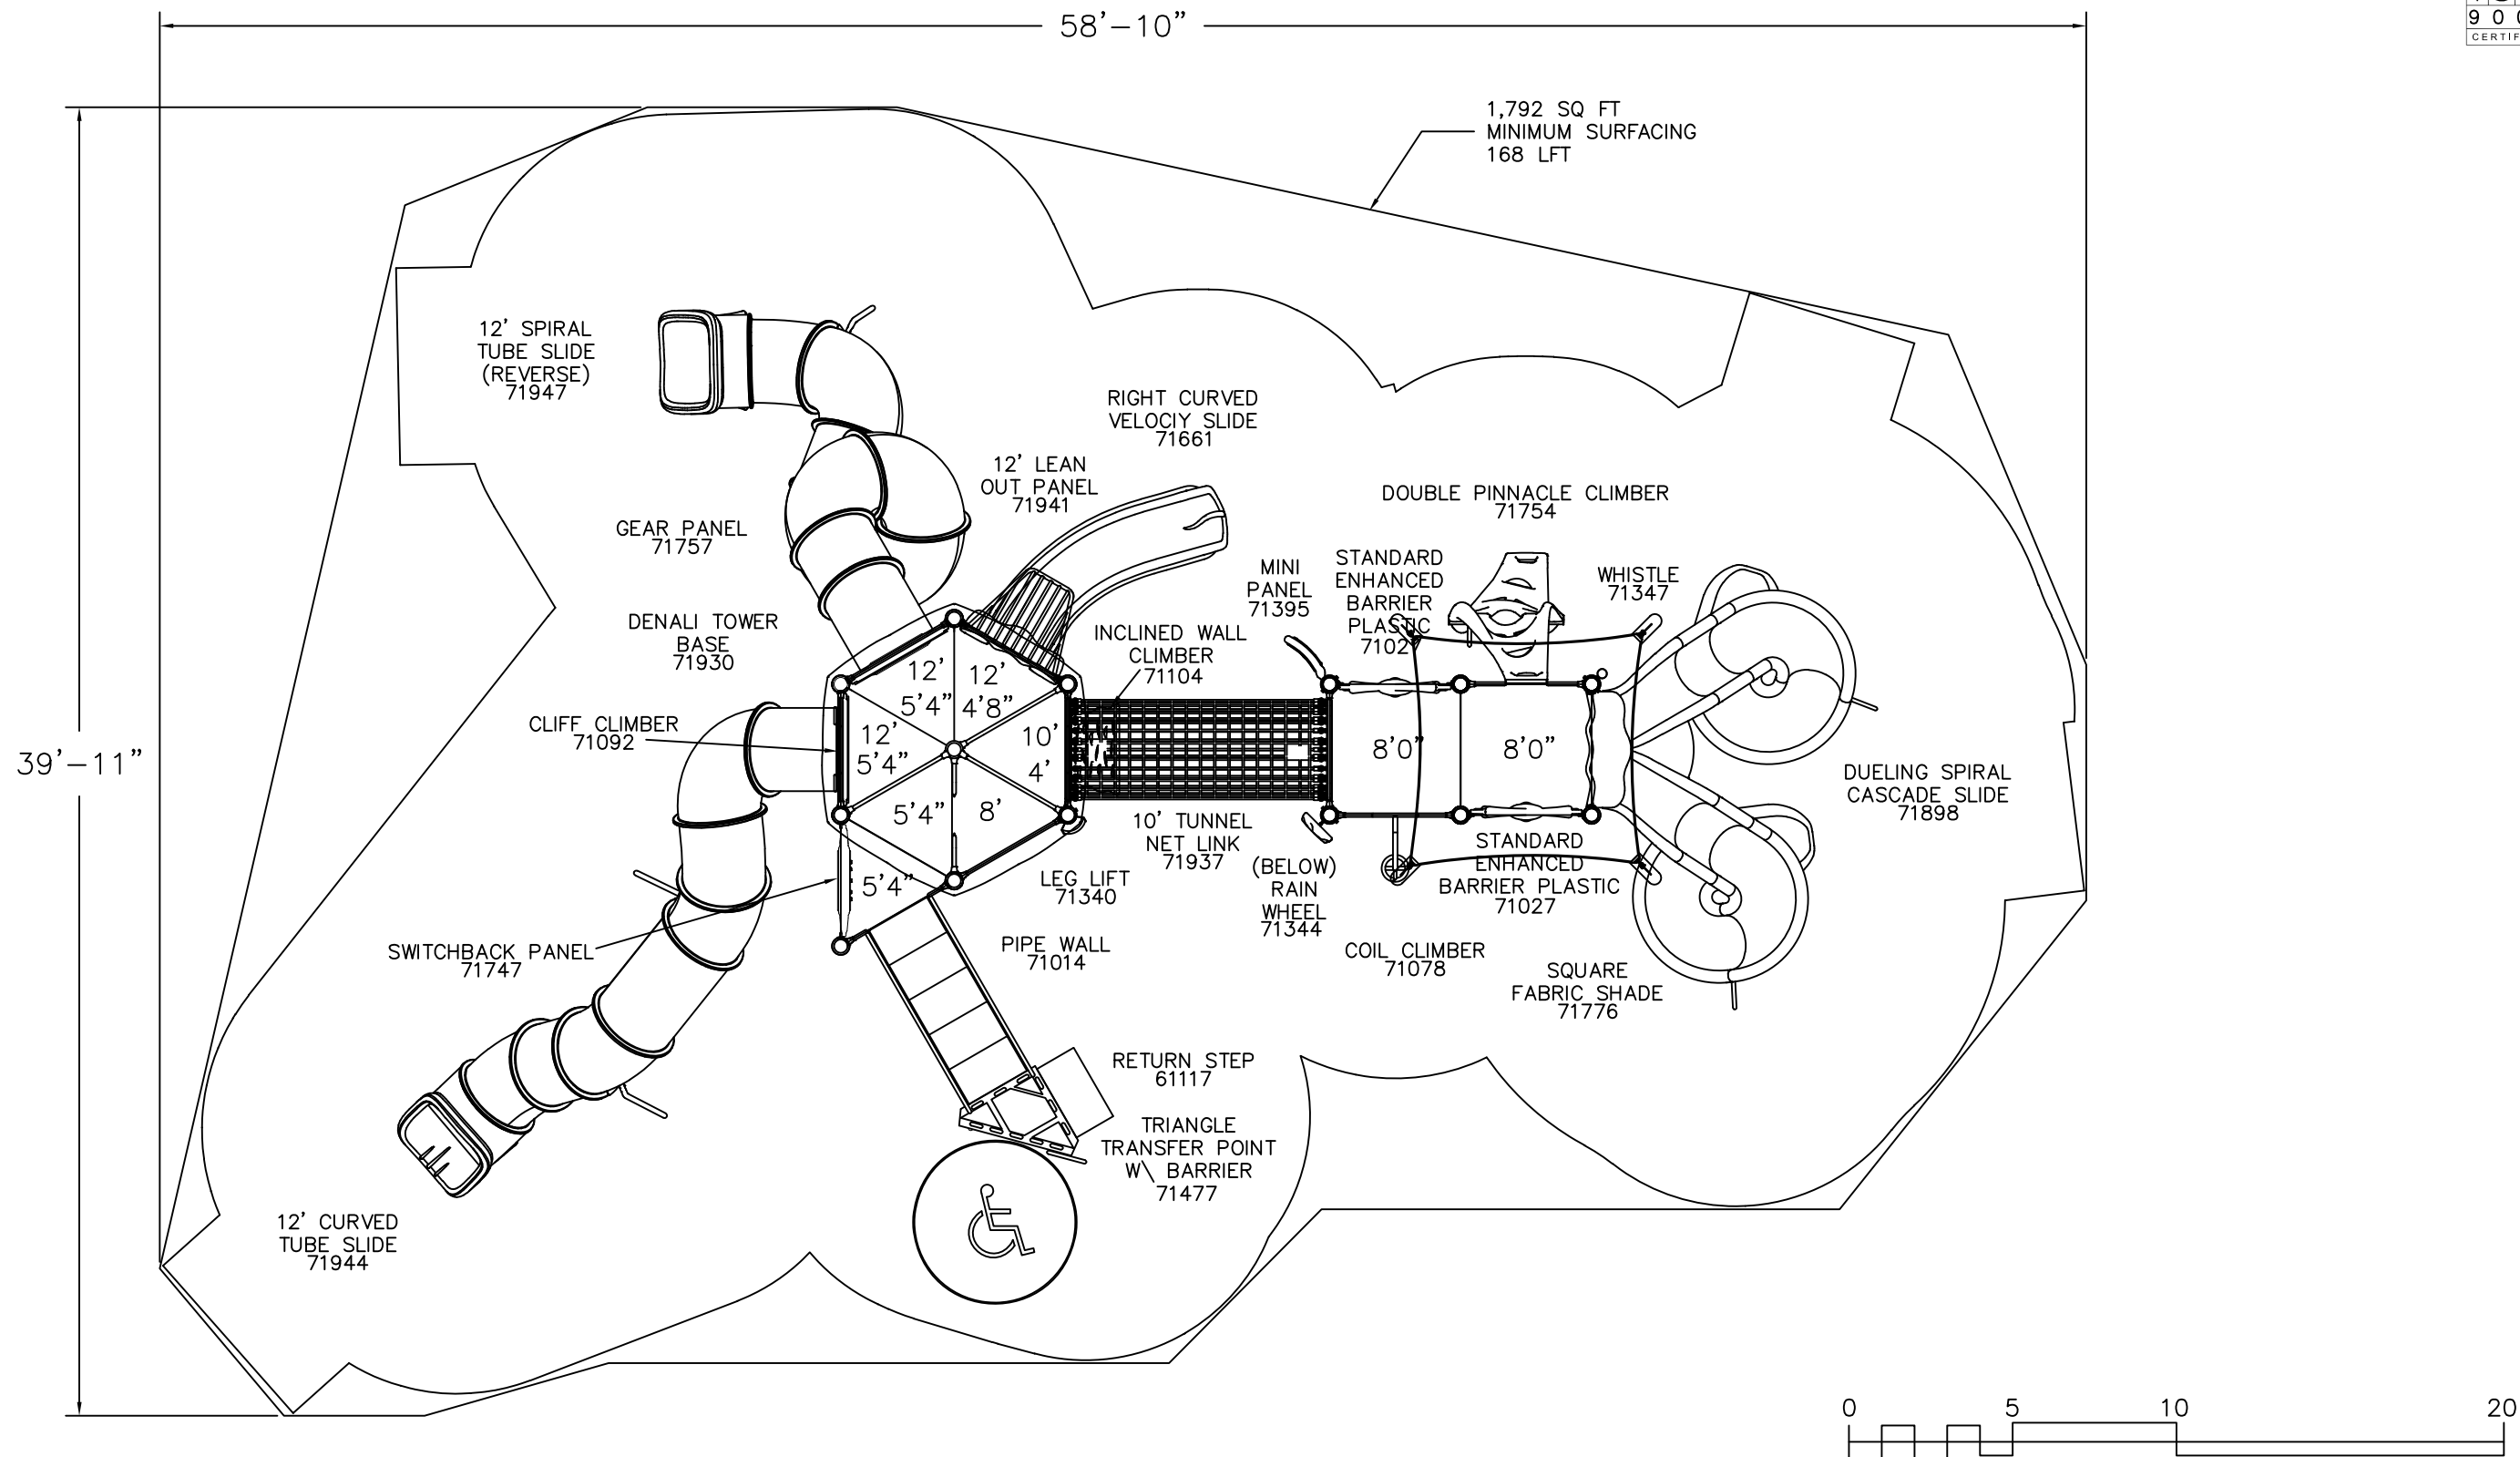 58'-10"
9 0 0
CERTIF
1,792 SQ FT
MINIMUM SURFACING
168 LFT
12' SPIRAL
TUBE SLIDE
(REVERSE)
71947
RIGHT CURVED
VELOCIY SLIDE
71661
12' LEAN
OUT PANEL
71941
GEAR PANEL
71757
DOUBLE PINNACLE CLIMBER
71754
MINI
PANEL
71395
STANDARD
ENHANCED
BARRIER
PLASTIC
7102
WHISTLE
71347
DENALI TOWER
BASE
71930
INCLINED WALL
CLIMBER
71104
CLIFF CLIMBER
71092
39'-11"
12'
5'4"
12'
4'8"
12'
5'4"
10'
4'
5'4"
8'
5'4"
8'0"
8'0"
DUELING SPIRAL
CASCADE SLIDE
71898
10' TUNNEL
NET LINK
71937
LEG LIFT
71340
(BELOW)
RAIN
WHEEL
71344
STANDARD
ENHANCED
BARRIER PLASTIC
71027
SWITCHBACK PANEL
71747
PIPE WALL
71014
COIL CLIMBER
71078
SQUARE
FABRIC SHADE
71776
RETURN STEP
61117
TRIANGLE
TRANSFER POINT
W\ BARRIER
71477
12' CURVED
TUBE SLIDE
71944
0 5 10 20